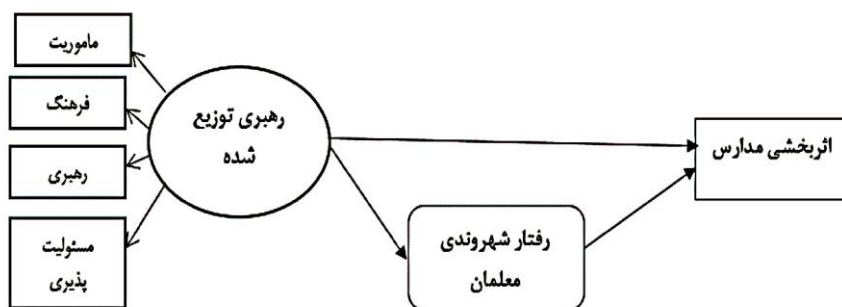 ماموریت
فرهنگ
رهبری
مسئولیت
پذیری
رهبری توزیع
شده
اثربخشی مدارس
رفتار شهروندی
معلمان